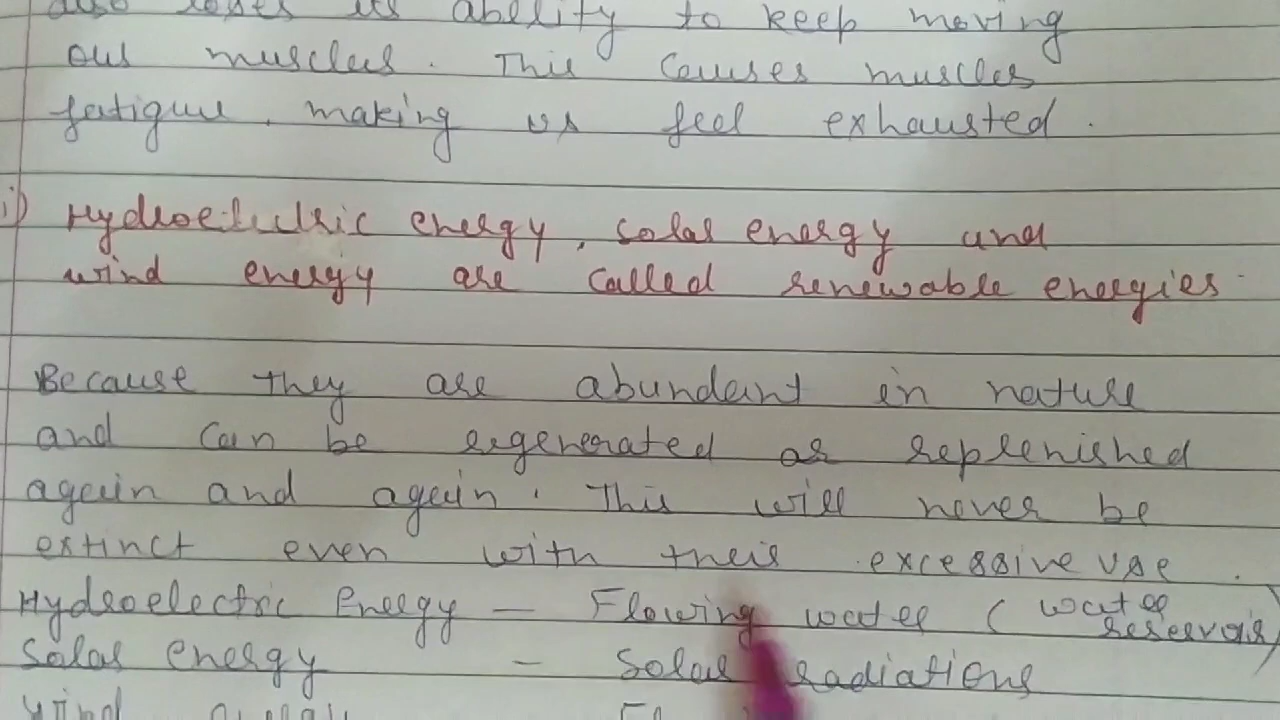 also loses its ability to keep moving
our muscles. This causes muscles
fatigue, making us feel exhausted.
i) Hydroelectric energy, solar energy and
wind energy are called renewable energies.
Because they are abundant in nature
and can be regenerated or replenished
again and again. This will never be
extinct even with their excessive use.
Hydroelectric Energy — Flowing water (water reservoir)
Solar energy — Solar radiations
Wind